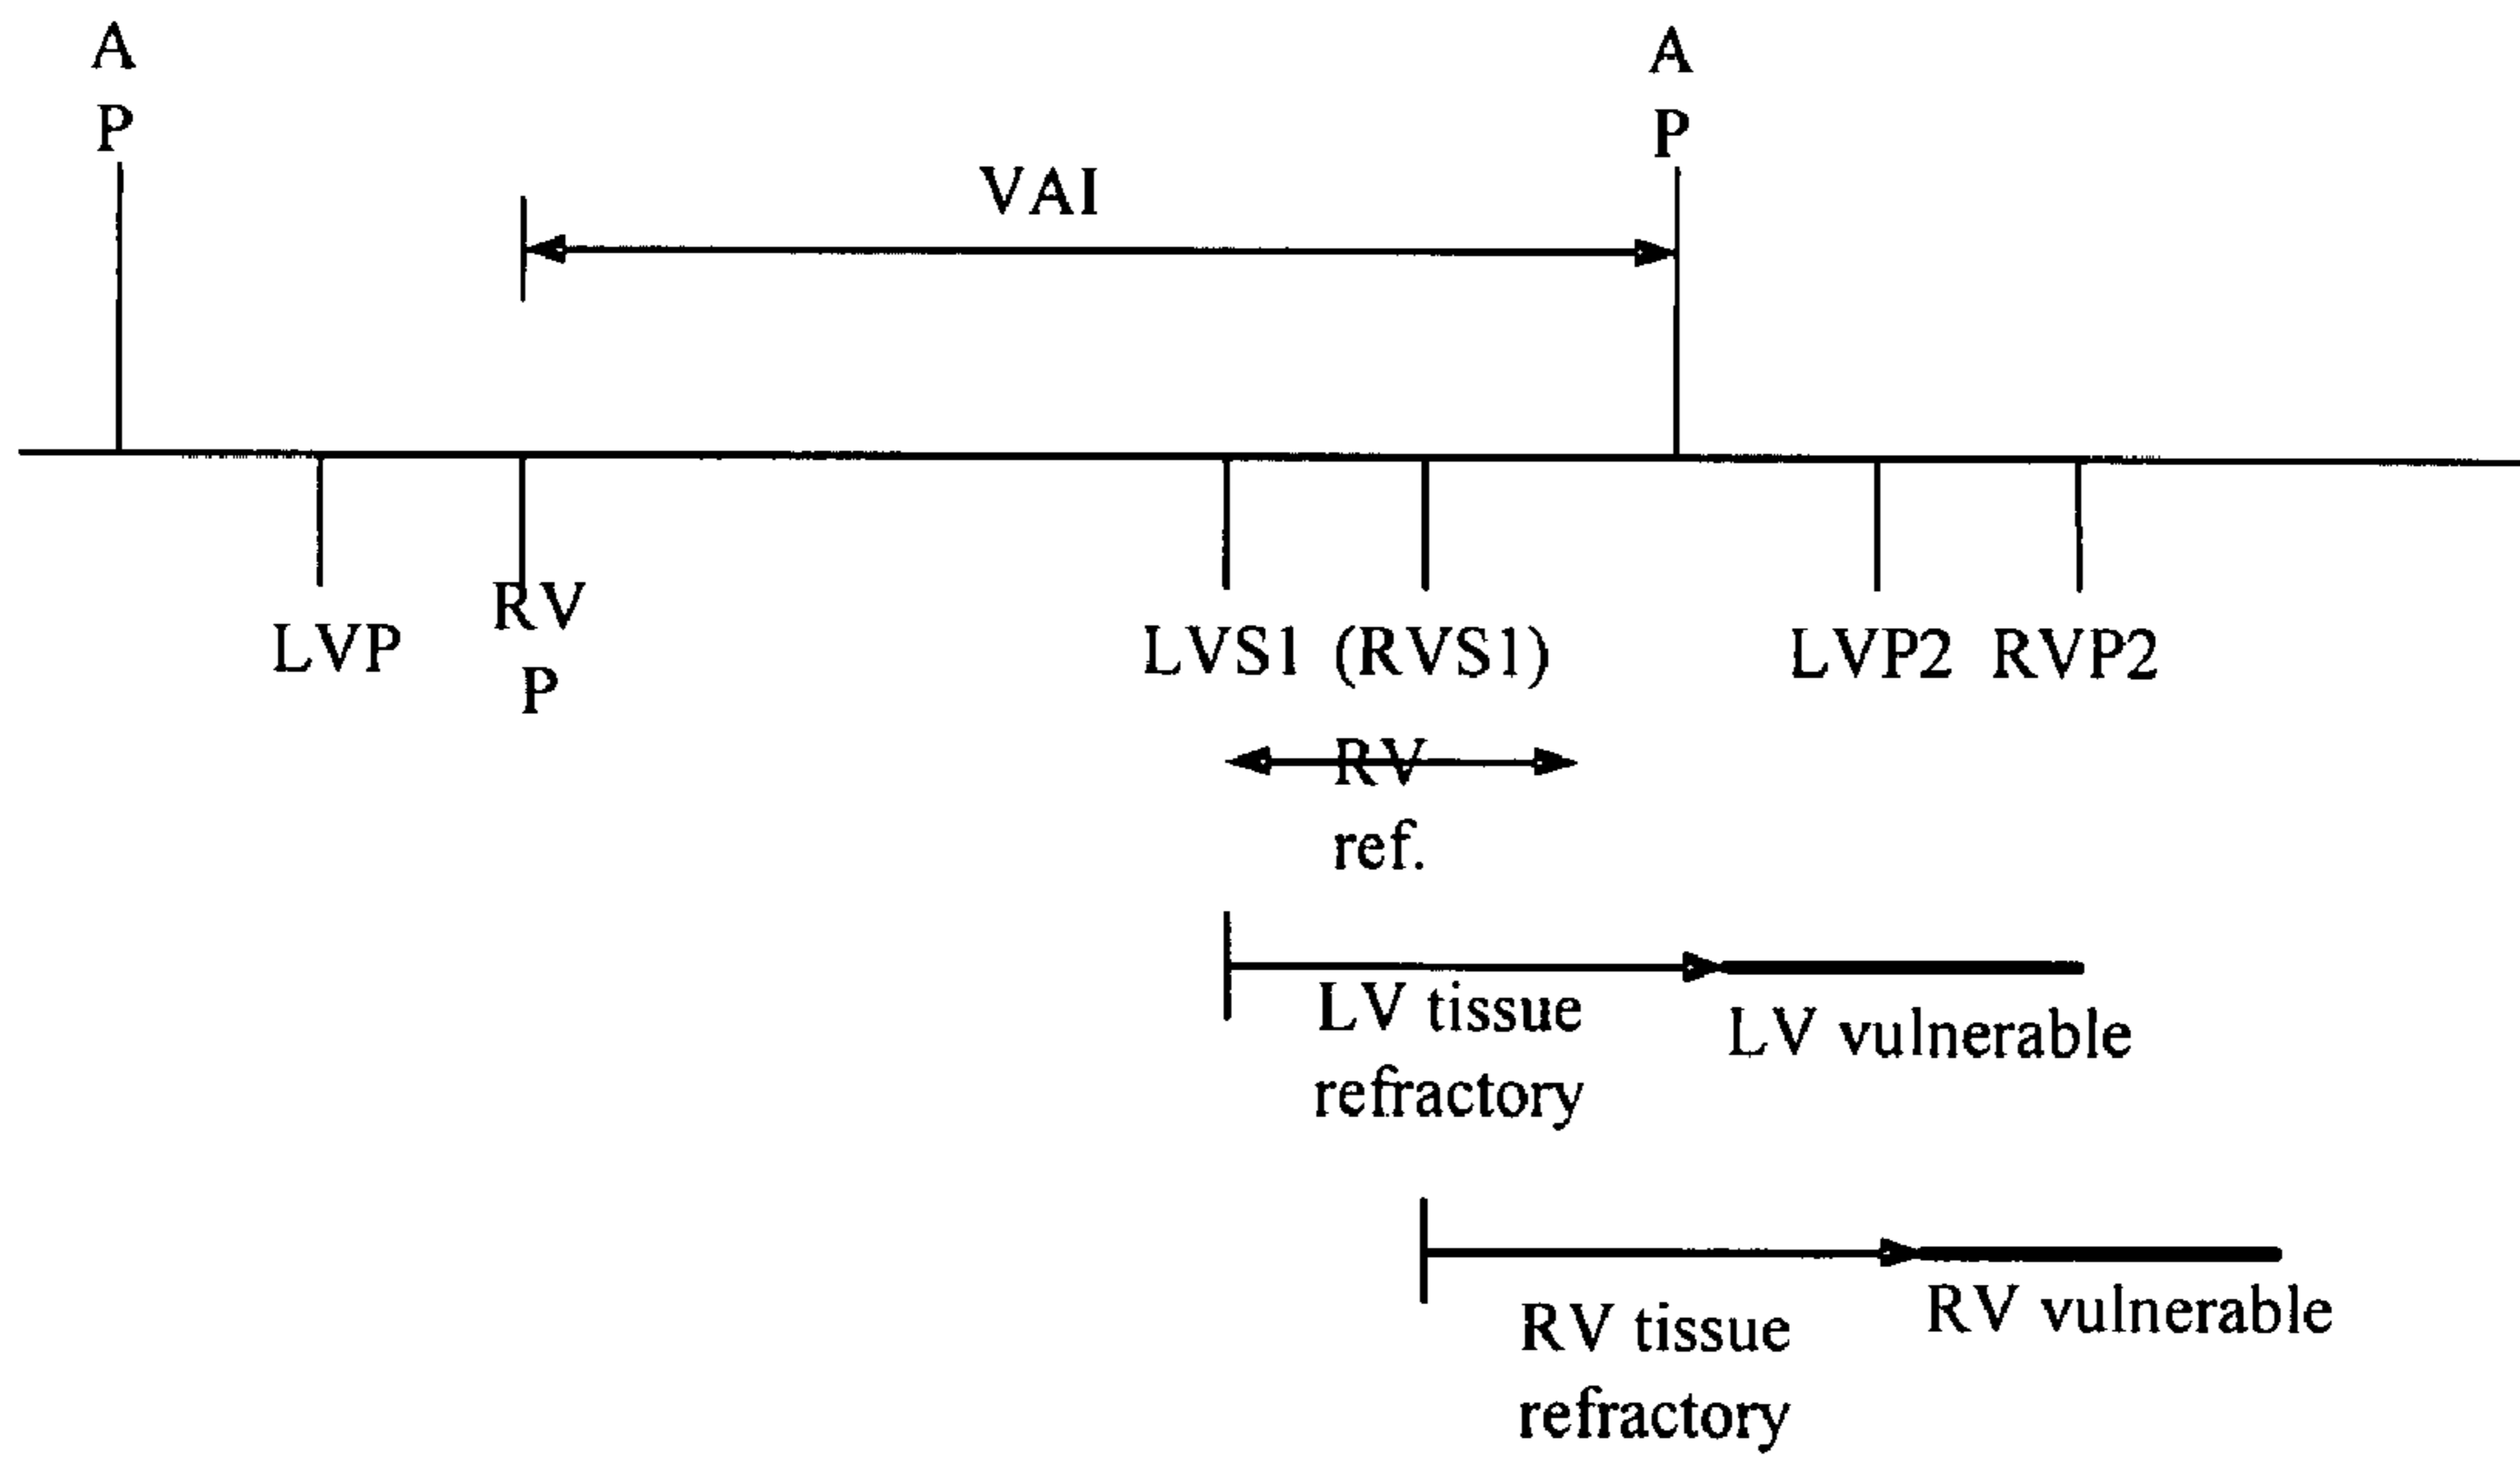 A
P
A
P
VAI
LVP
RV
P
LVS1 (RVS1)
LVP2 RVP2
RV
ref.
LV tissue
refractory
LV vulnerable
RV tissue
refractory
RV vulnerable